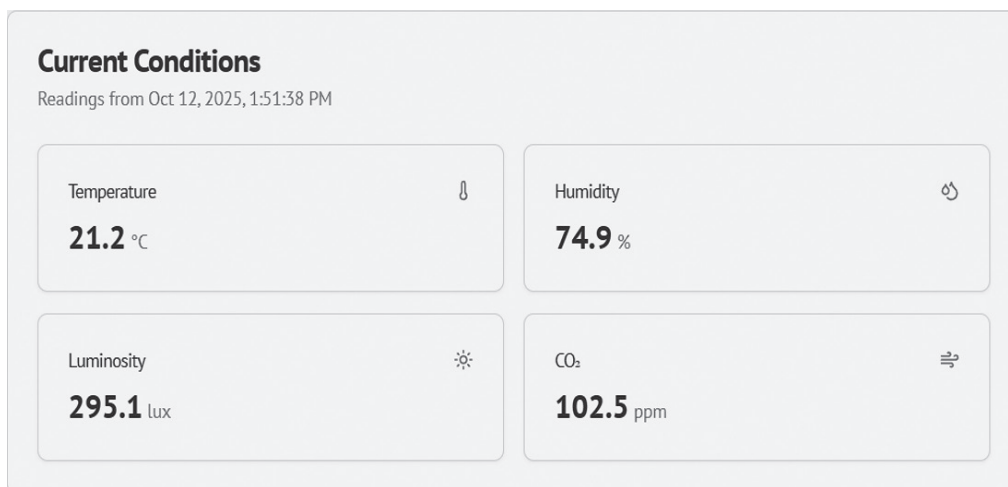 Current Conditions
Readings from Oct 12, 2025, 1:51:38 PM
Temperature
21.2 °C
Humidity
74.9 %
Luminosity
295.1 lux
CO₂
102.5 ppm